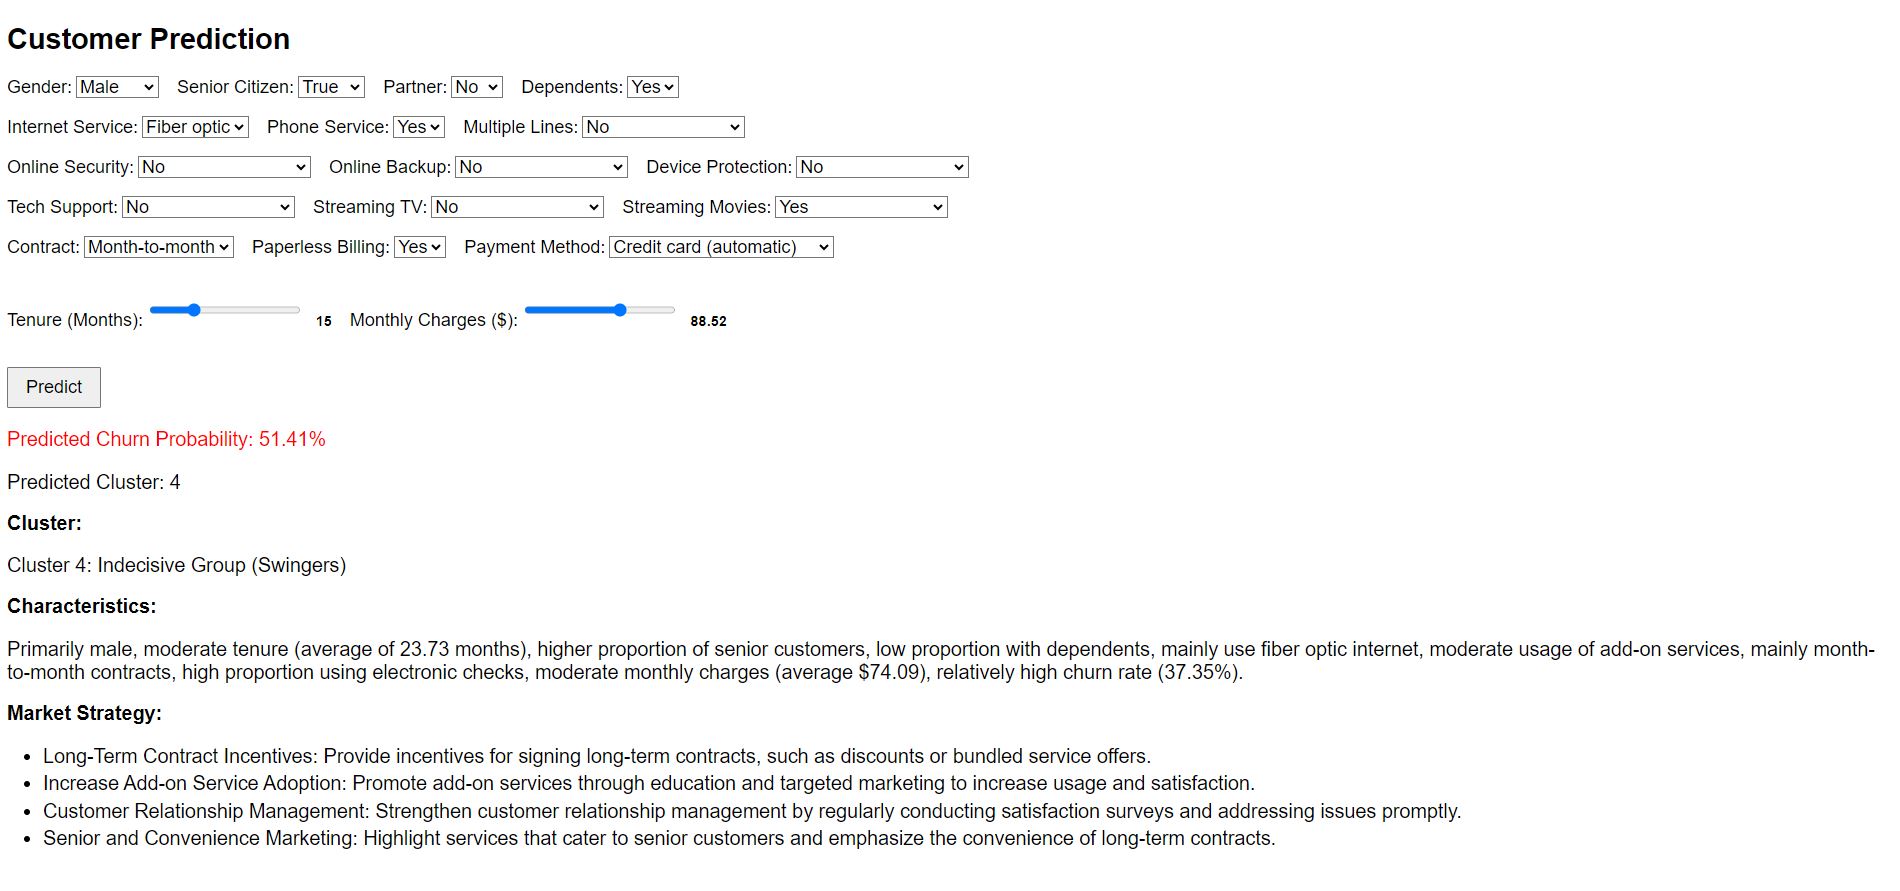 Customer Prediction
Gender: Male Senior Citizen: True Partner: No Dependents: Yes
Internet Service: Fiber optic Phone Service: Yes Multiple Lines: No
Online Security: No Online Backup: No Device Protection: No
Tech Support: No Streaming TV: No Streaming Movies: Yes
Contract: Month-to-month Paperless Billing: Yes Payment Method: Credit card (automatic)
Tenure (Months): 15 Monthly Charges ($): 88.52
Predict
Predicted Churn Probability: 51.41%
Predicted Cluster: 4
Cluster:
Cluster 4: Indecisive Group (Swingers)
Characteristics:
Primarily male, moderate tenure (average of 23.73 months), higher proportion of senior customers, low proportion with dependents, mainly use fiber optic internet, moderate usage of add-on services, mainly month-
to-month contracts, high proportion using electronic checks, moderate monthly charges (average $74.09), relatively high churn rate (37.35%).
Market Strategy:
• Long-Term Contract Incentives: Provide incentives for signing long-term contracts, such as discounts or bundled service offers.
• Increase Add-on Service Adoption: Promote add-on services through education and targeted marketing to increase usage and satisfaction.
• Customer Relationship Management: Strengthen customer relationship management by regularly conducting satisfaction surveys and addressing issues promptly.
• Senior and Convenience Marketing: Highlight services that cater to senior customers and emphasize the convenience of long-term contracts.